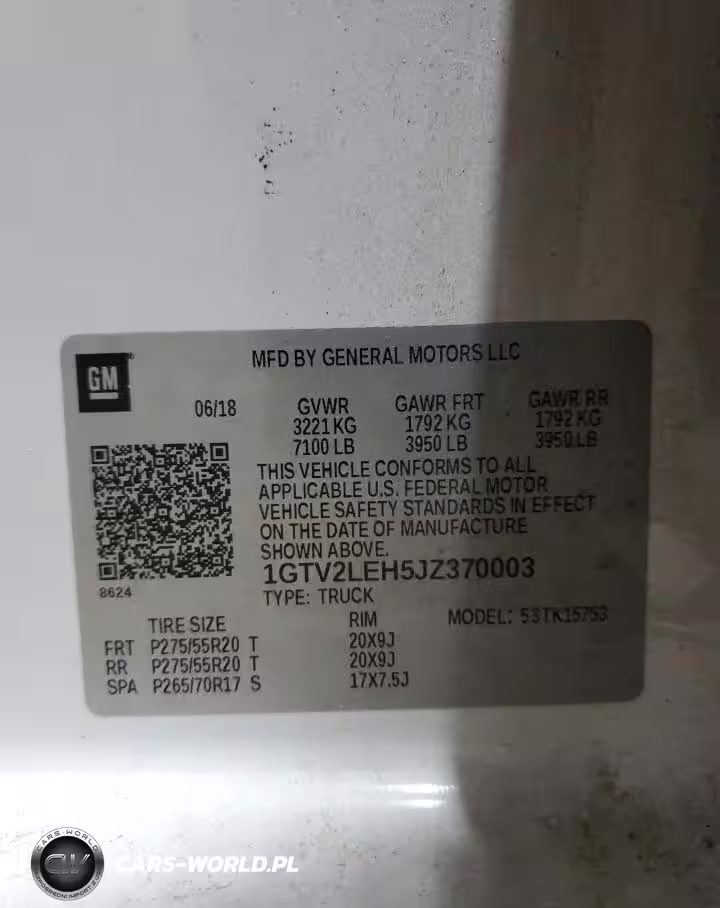 GM
MFD BY GENERAL MOTORS LLC
06/18
GVWR GAWR FRT GAWR RR
3221 KG 1792 KG 1792 KG
7100 LB 3950 LB 3950 LB
THIS VEHICLE CONFORMS TO ALL
APPLICABLE U.S. FEDERAL MOTOR
VEHICLE SAFETY STANDARDS IN EFFECT
ON THE DATE OF MANUFACTURE
SHOWN ABOVE.
1GTV2LEH5JZ370003
8624
TYPE: TRUCK
TIRE SIZE RIM MODEL: 53TK15753
FRT P275/55R20 T 20X9J
RR P275/55R20 T 20X9J
SPA P265/70R17 S 17X7.5J
CARS-WORLD
CW
CARS-WORLD.PL